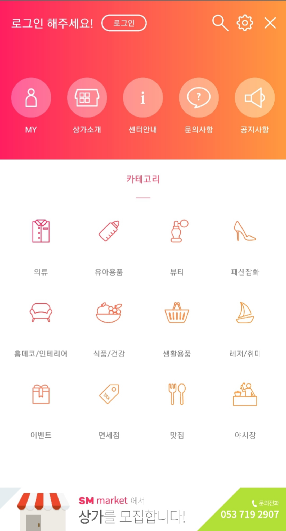 로그인 해주세요!
로그인
MY
상가소개
센터안내
문의사항
공지사항
카테고리
의류
유아용품
뷰티
패션잡화
홈데코/인테리어
식품/건강
생활용품
레저/취미
이벤트
면세점
맛집
야시장
SM market 에서
상가를 모집합니다!
053 719 2907